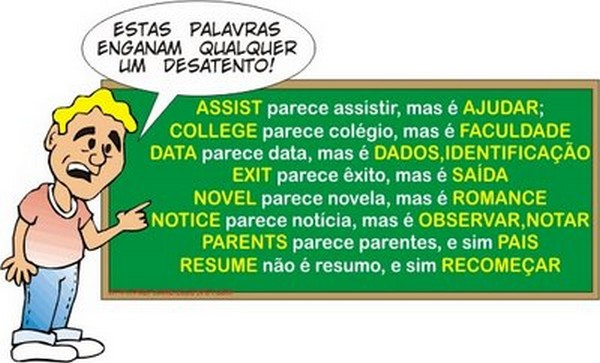 ESTAS PALAVRAS
ENGANAM QUALQUER
UM DESATENTO!
ASSIST parece assistir, mas é AJUDAR;
COLLEGE parece colégio, mas é FACULDADE
DATA parece data, mas é DADOS,IDENTIFICAÇÃO
EXIT parece êxito, mas é SAÍDA
NOVEL parece novela, mas é ROMANCE
NOTICE parece notícia, mas é OBSERVAR,NOTAR
PARENTS parece parentes, e sim PAIS
RESUME não é resumo, e sim RECOMEÇAR